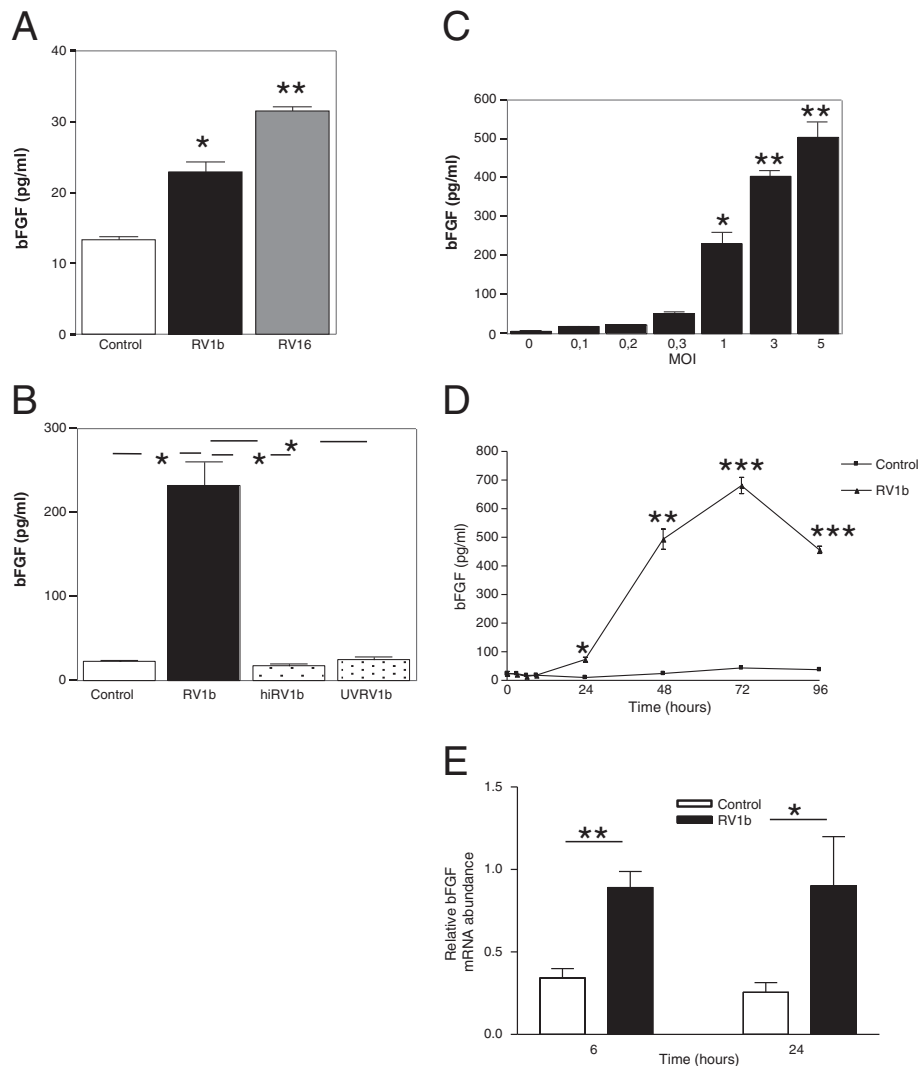 A
40
30
20
10
0
bFGF (pg/ml)
*
**
Control RV1b RV16
B
300
200
100
0
bFGF (pg/ml)
* * *
Control RV1b hiRV1b UVRV1b
C
600
500
400
300
200
100
0
bFGF (pg/ml)
*
**
**
0 0,1 0,2 0,3 1 3 5
MOI
D
800
700
600
500
400
300
200
100
0
bFGF (pg/ml)
*
**
***
***
Control
RV1b
0 24 48 72 96
Time (hours)
E
1.5
1.0
0.5
0.0
Relative bFGF
mRNA abundance
Control
RV1b
**
*
6 24
Time (hours)